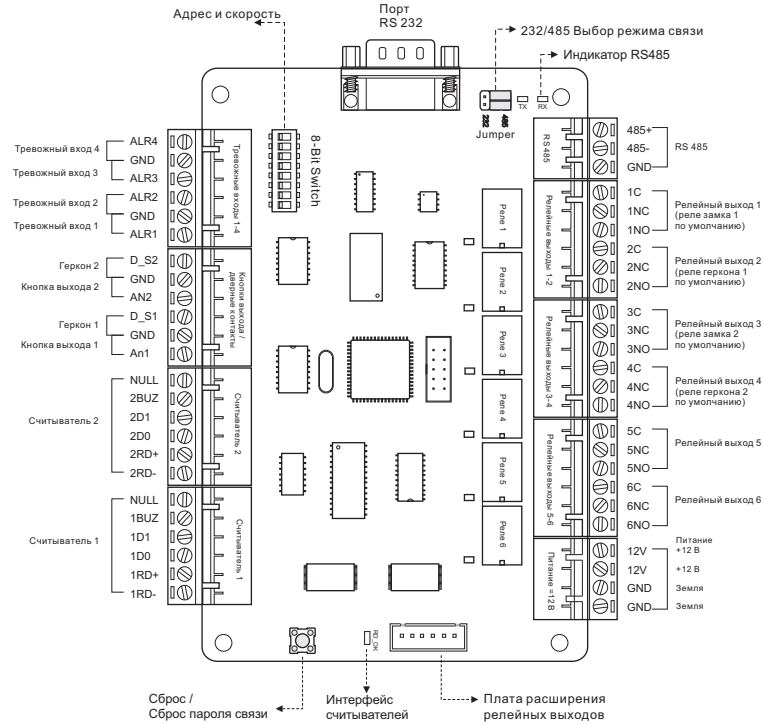 Порт
RS 232
Адрес и скорость
232/485 Выбор режима связи
Индикатор RS485
TX
RX
232
485
Jumper
8-Bit Switch
Тревожный вход 4
Тревожный вход 3
Тревожный вход 2
Тревожный вход 1
ALR4
GND
ALR3
ALR2
GND
ALR1
Тревожные входы 1-4
Геркон 2
Кнопка выхода 2
Геркон 1
Кнопка выхода 1
D_S2
GND
AN2
D_S1
GND
An1
Кнопки выхода /
дверные контакты
Считыватель 2
NULL
2BUZ
2D1
2D0
2RD+
2RD-
Считыватель 2
Считыватель 1
NULL
1BUZ
1D1
1D0
1RD+
1RD-
Считыватель 1
Реле 1
Реле 2
Реле 3
Реле 4
Реле 5
Реле 6
RS 485
485+
485-
GND
RS 485
Релейные выходы 1-2
1C
1NC
1NO
2C
2NC
2NO
Релейный выход 1
(реле замка 1
по умолчанию)
Релейный выход 2
(реле геркона 1
по умолчанию)
Релейные выходы 3-4
3C
3NC
3NO
4C
4NC
4NO
Релейный выход 3
(реле замка 2
по умолчанию)
Релейный выход 4
(реле геркона 2
по умолчанию)
Релейные выходы 5-6
5C
5NC
5NO
6C
6NC
6NO
Релейный выход 5
Релейный выход 6
Питание =12 В
12V
12V
GND
GND
Питание
+12 В
+12 В
Земля
Земля
RD_OK
Сброс /
Сброс пароля связи
Интерфейс
считывателей
Плата расширения
релейных выходов